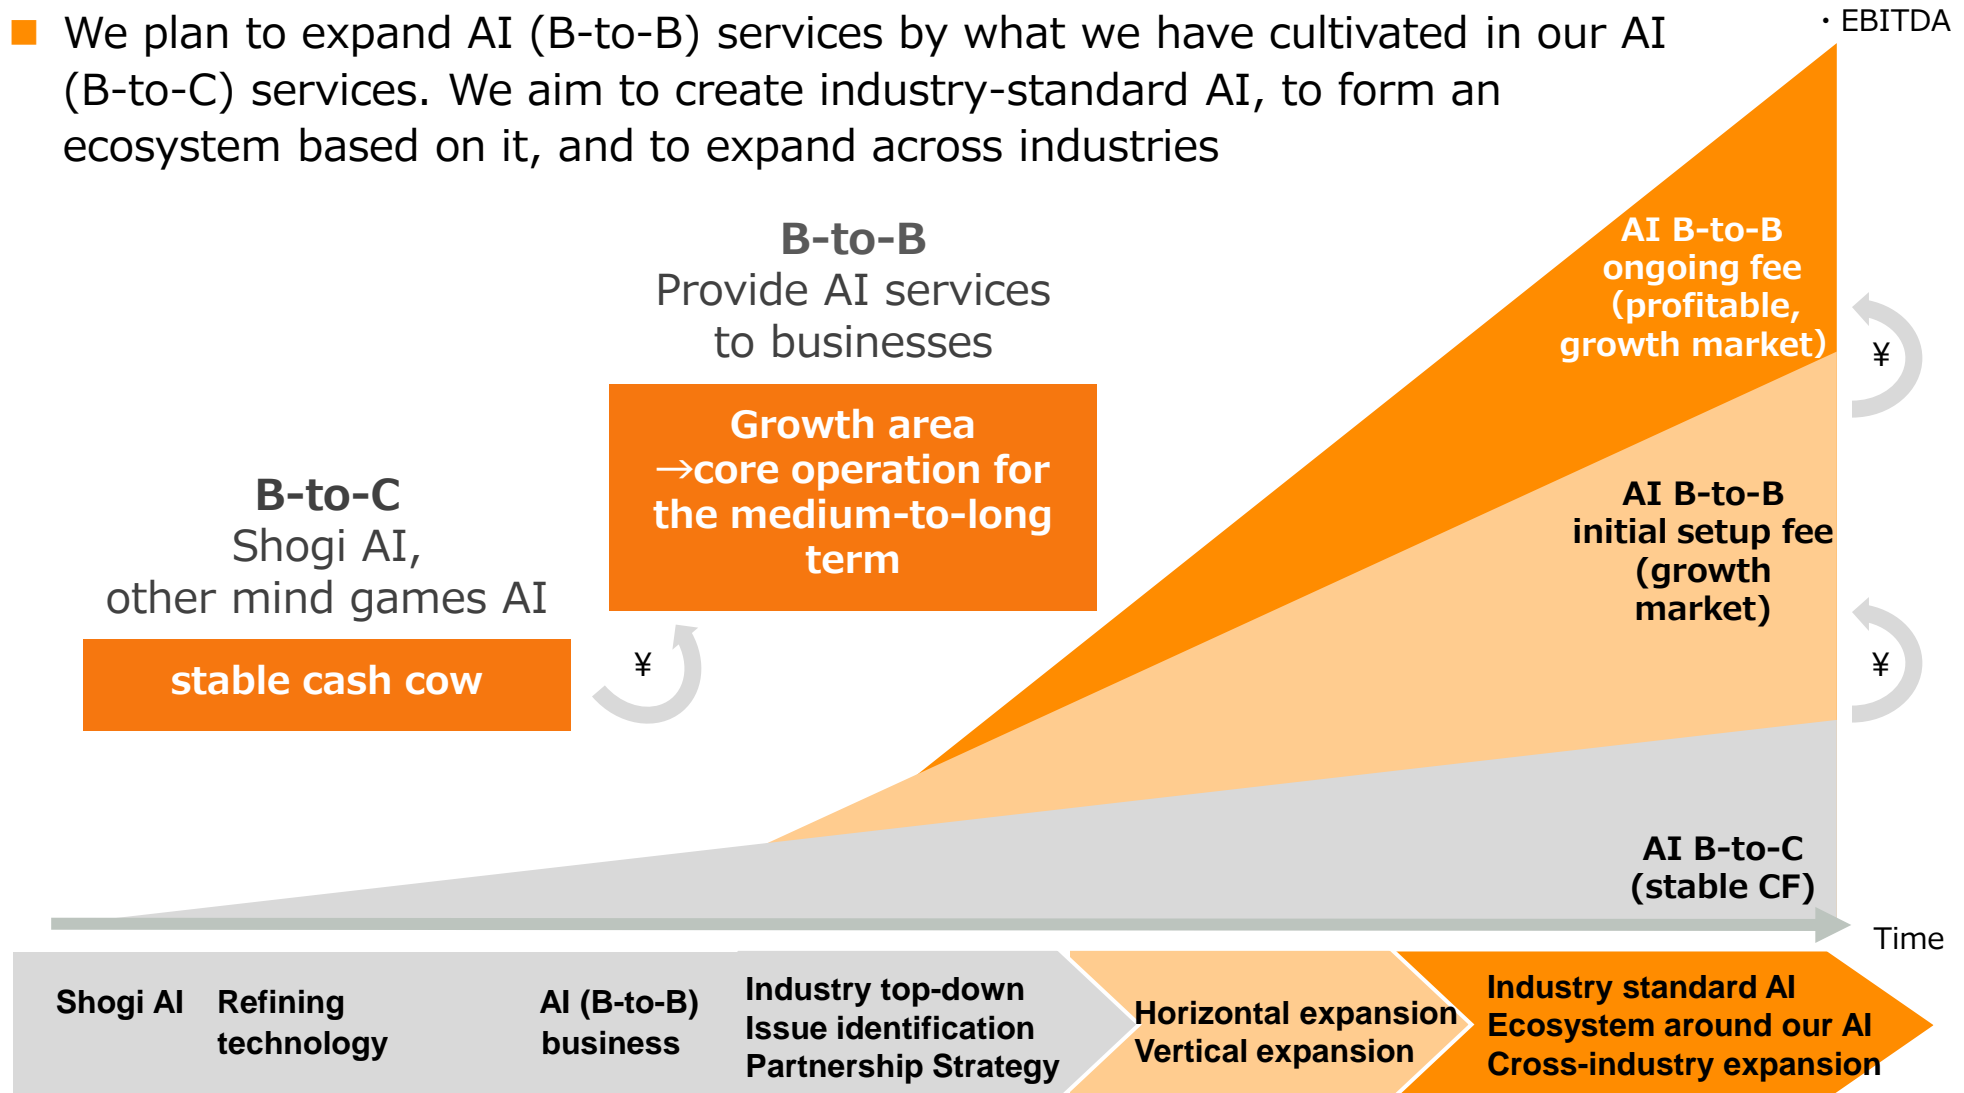 We plan to expand AI (B-to-B) services by what we have cultivated in our AI
(B-to-C) services. We aim to create industry-standard AI, to form an
ecosystem based on it, and to expand across industries
・EBITDA
B-to-B
Provide AI services
to businesses
Growth area
→core operation for
the medium-to-long
term
B-to-C
Shogi AI,
other mind games AI
stable cash cow
¥
AI B-to-B
ongoing fee
(profitable,
growth market)
¥
AI B-to-B
initial setup fee
(growth
market)
¥
AI B-to-C
(stable CF)
Time
Shogi AI
Refining
technology
AI (B-to-B)
business
Industry top-down
Issue identification
Partnership Strategy
Horizontal expansion
Vertical expansion
Industry standard AI
Ecosystem around our AI
Cross-industry expansion